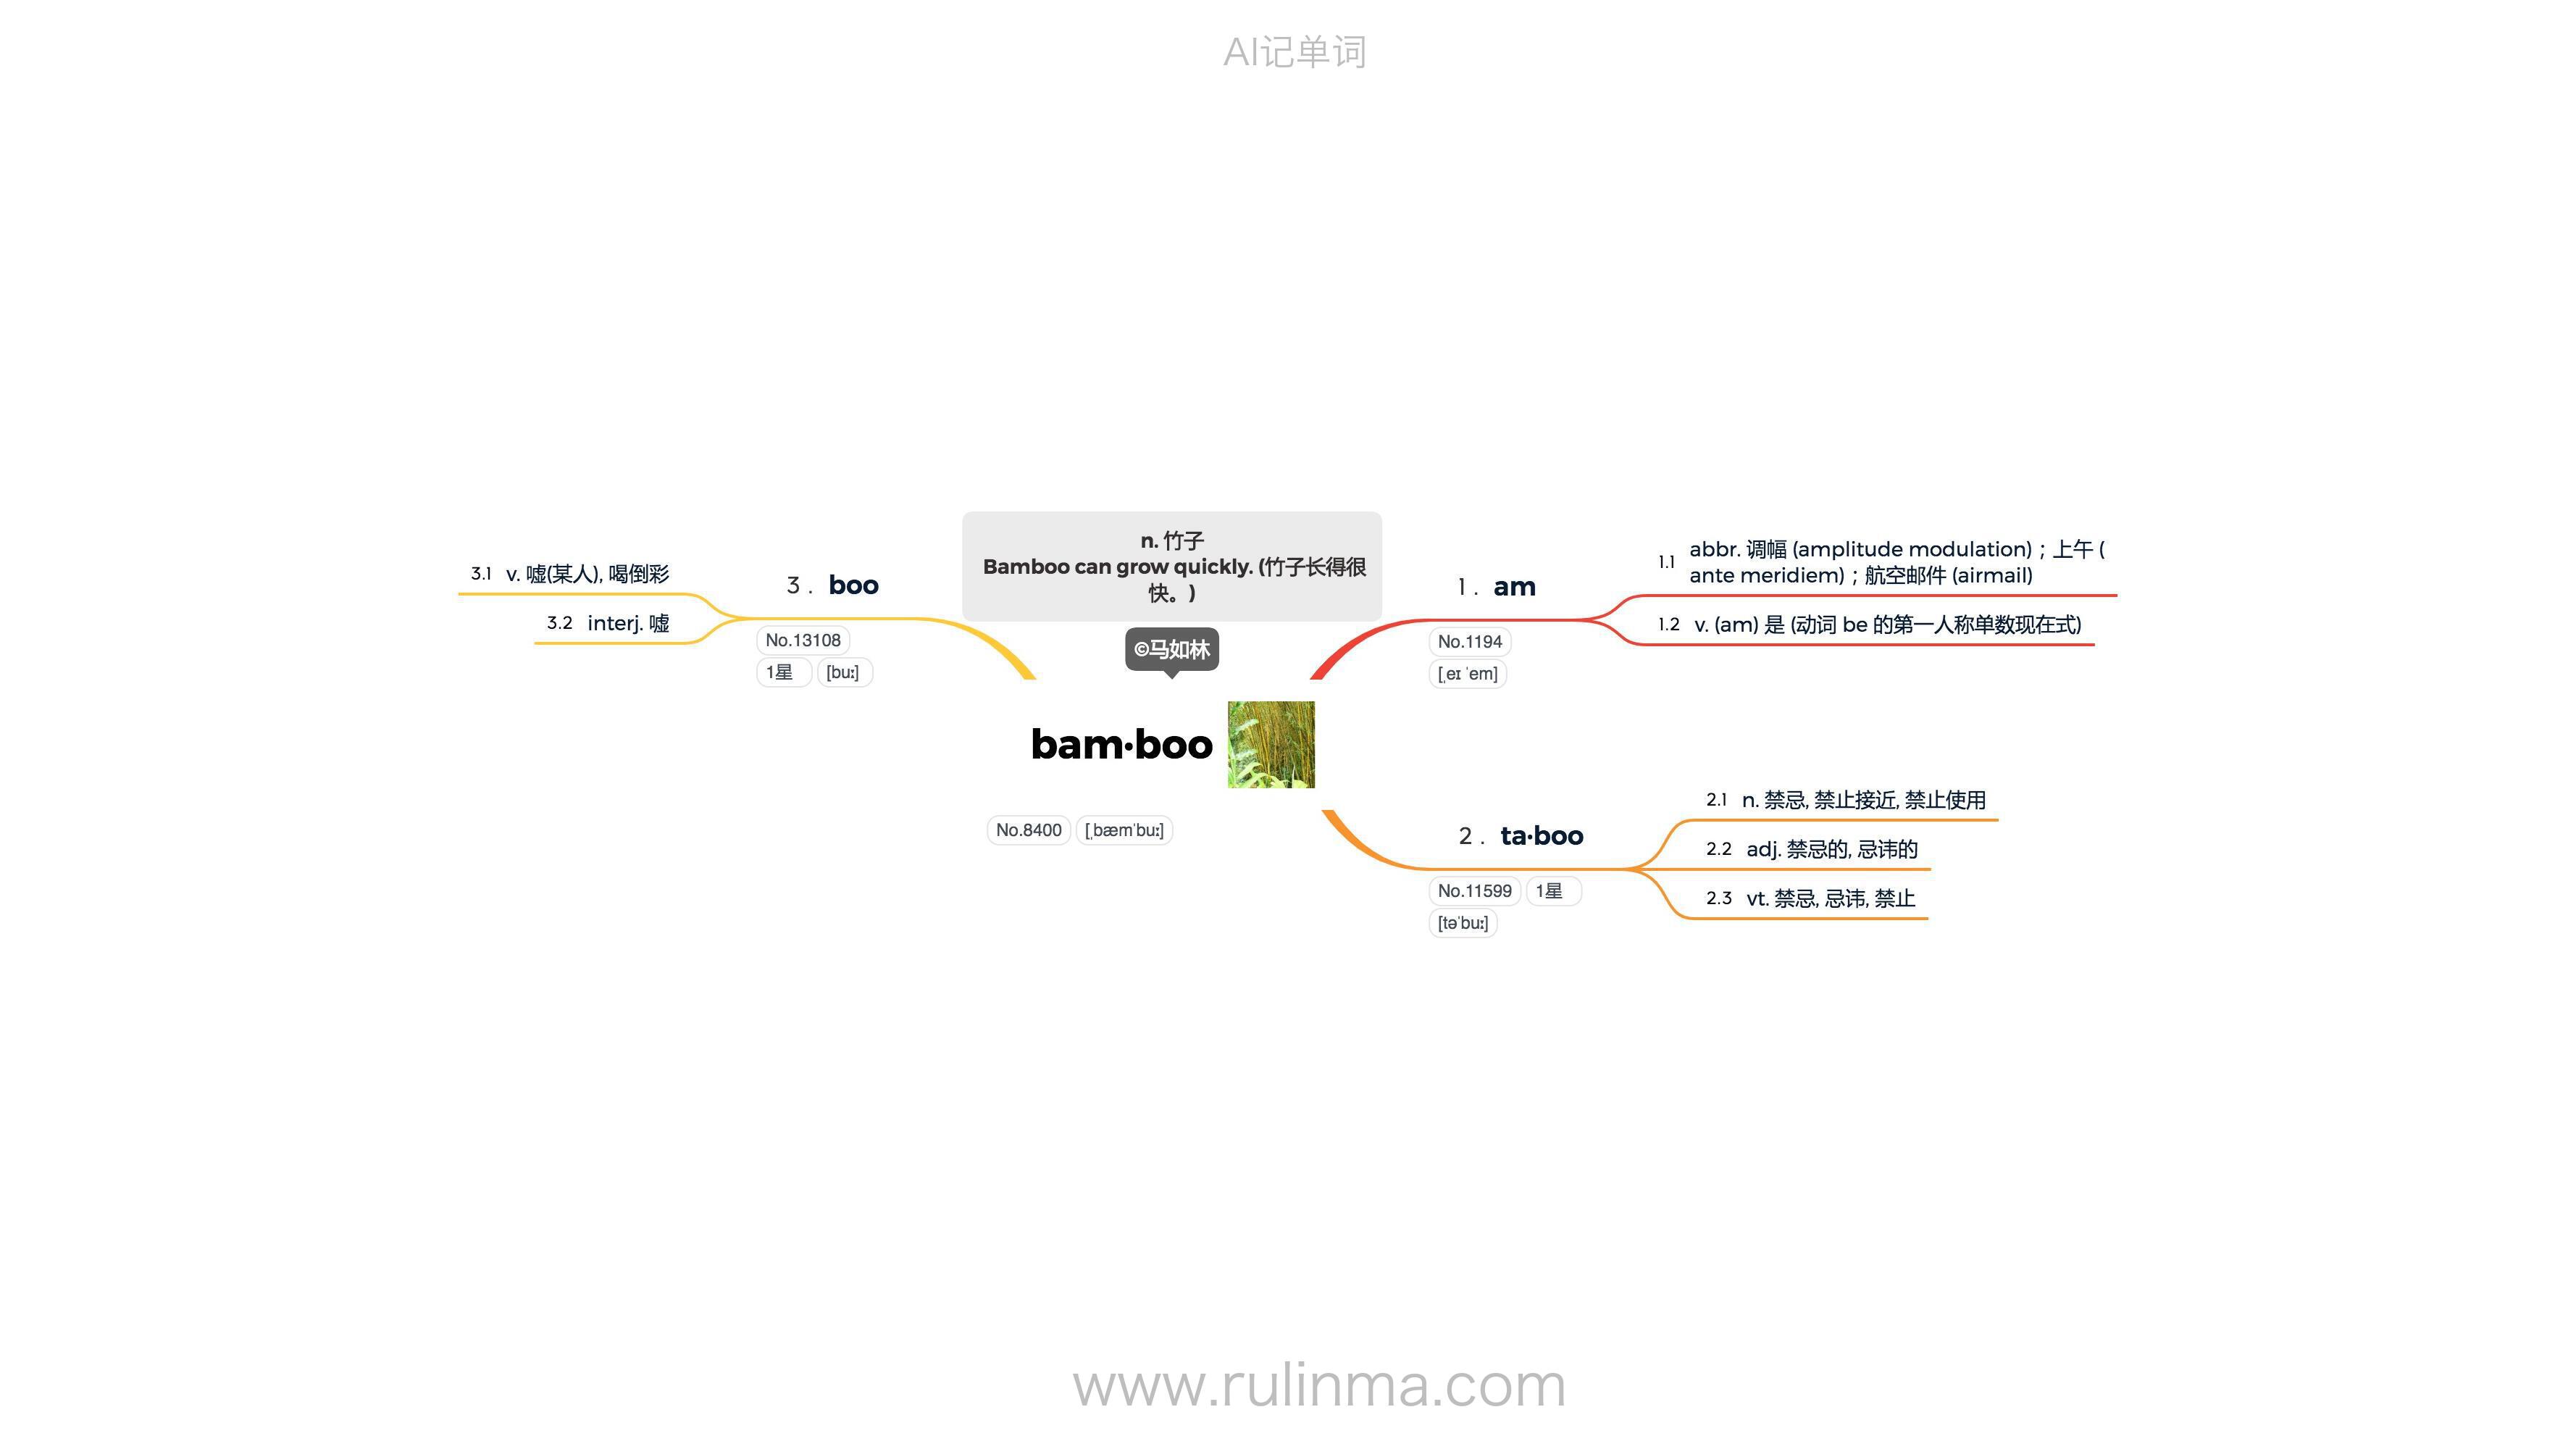 AI记单词
n. 竹子
Bamboo can grow quickly. (竹子长得很
快。)
©马如林
bam·boo
No.8400 [ˌbæmˈbuː]
1. am
No.1194
[ˌeɪ ˈem]
1.1 abbr. 调幅 (amplitude modulation)；上午 (
ante meridiem)；航空邮件 (airmail)
1.2 v. (am) 是 (动词 be 的第一人称单数现在式)
2. ta·boo
No.11599 1星
[təˈbuː]
2.1 n. 禁忌, 禁止接近, 禁止使用
2.2 adj. 禁忌的, 忌讳的
2.3 vt. 禁忌, 忌讳, 禁止
3. boo
No.13108
1星 [buː]
3.1 v. 嘘(某人), 喝倒彩
3.2 interj. 嘘
www.rulinma.com